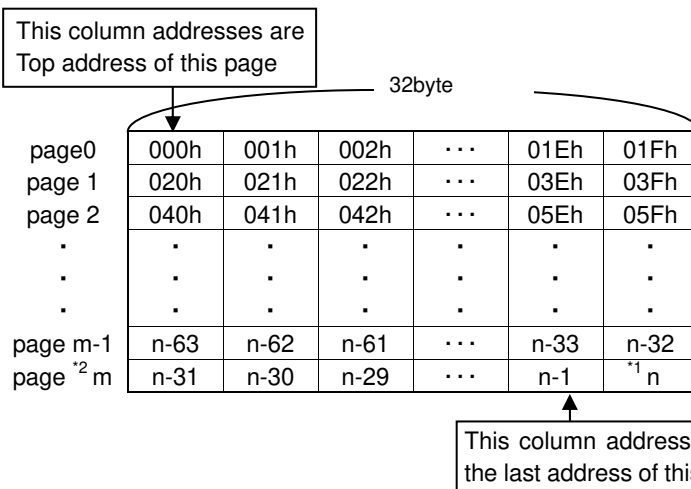 This column addresses are
Top address of this page
32byte
page0 000h 001h 002h ··· 01Eh 01Fh
page 1 020h 021h 022h ··· 03Eh 03Fh
page 2 040h 041h 042h ··· 05Eh 05Fh
· · · · · · ·
· · · · · · ·
· · · · · · ·
page m-1 n-63 n-62 n-61 ··· n-33 n-32
page *2 m n-31 n-30 n-29 ··· n-1 *1 n
This column address
the last address of